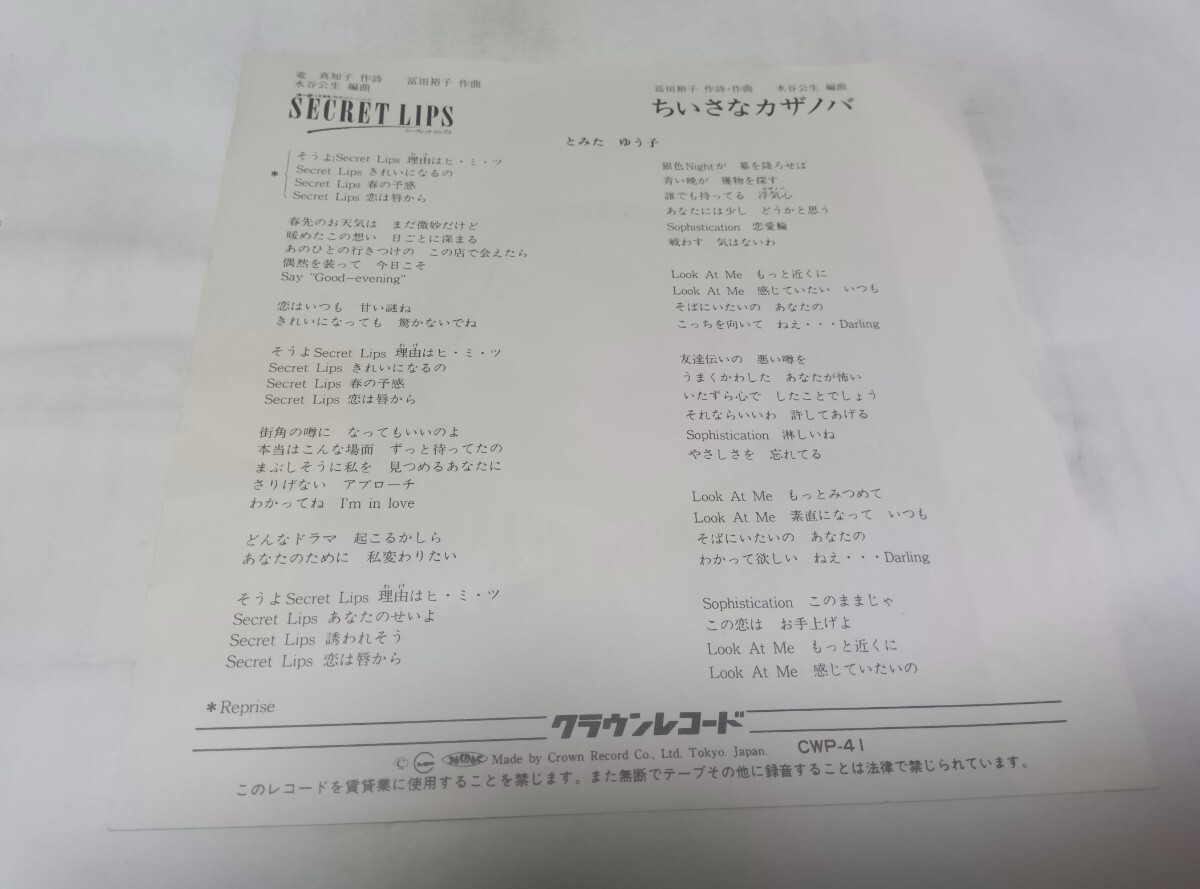 竜　真知子 作詩　冨田裕子 作曲
水谷公生 編曲
SECRET LIPS
シークレット・リップス
とみた　ゆう子
* そうよSecret Lips 理由はヒ・ミ・ツ
Secret Lips きれいになるの
Secret Lips 春の予感
Secret Lips 恋は唇から
春先のお天気は　まだ微妙だけど
暖めたこの想い　日ごとに深まる
あのひとの行きつけの　この店で会えたら
偶然を装って　今日こそ
Say "Good-evening"
恋はいつも　甘い謎ね
きれいになっても　驚かないでね
そうよSecret Lips 理由はヒ・ミ・ツ
Secret Lips きれいになるの
Secret Lips 春の予感
Secret Lips 恋は唇から
街角の噂に　なってもいいのよ
本当はこんな場面　ずっと待ってたの
まぶしそうに私を　見つめるあなたに
さりげない　アプローチ
わかってね　I'm in love
どんなドラマ　起こるかしら
あなたのために　私変わりたい
そうよSecret Lips 理由はヒ・ミ・ツ
Secret Lips あなたのせいよ
Secret Lips 誘われそう
Secret Lips 恋は唇から
*Reprise
冨田裕子 作詩・作曲　水谷公生 編曲
ちいさなカザノバ
銀色Nightが　幕を降ろせば
青い瞳が　獲物を探す
誰でも持ってる　浮気心
あなたには少し　どうかと思う
Sophistication　恋愛輪
戦わす　気はないわ
Look At Me　もっと近くに
Look At Me　感じていたい　いつも
そばにいたいの　あなたの
こっちを向いて　ねえ・・・Darling
友達伝いの　悪い噂を
うまくかわした　あなたが怖い
いたずら心で　したことでしょう
それならいいわ　許してあげる
Sophistication　淋しいね
やさしさを　忘れてる
Look At Me　もっとみつめて
Look At Me　素直になって　いつも
そばにいたいの　あなたの
わかって欲しい　ねえ・・・Darling
Sophistication　このままじゃ
この恋は　お手上げよ
Look At Me　もっと近くに
Look At Me　感じていたいの
クラウンレコード
© Made by Crown Record Co., Ltd. Tokyo. Japan. CWP-41
このレコードを賃貸業に使用することを禁じます。また無断でテープその他に録音することは法律で禁じられています。